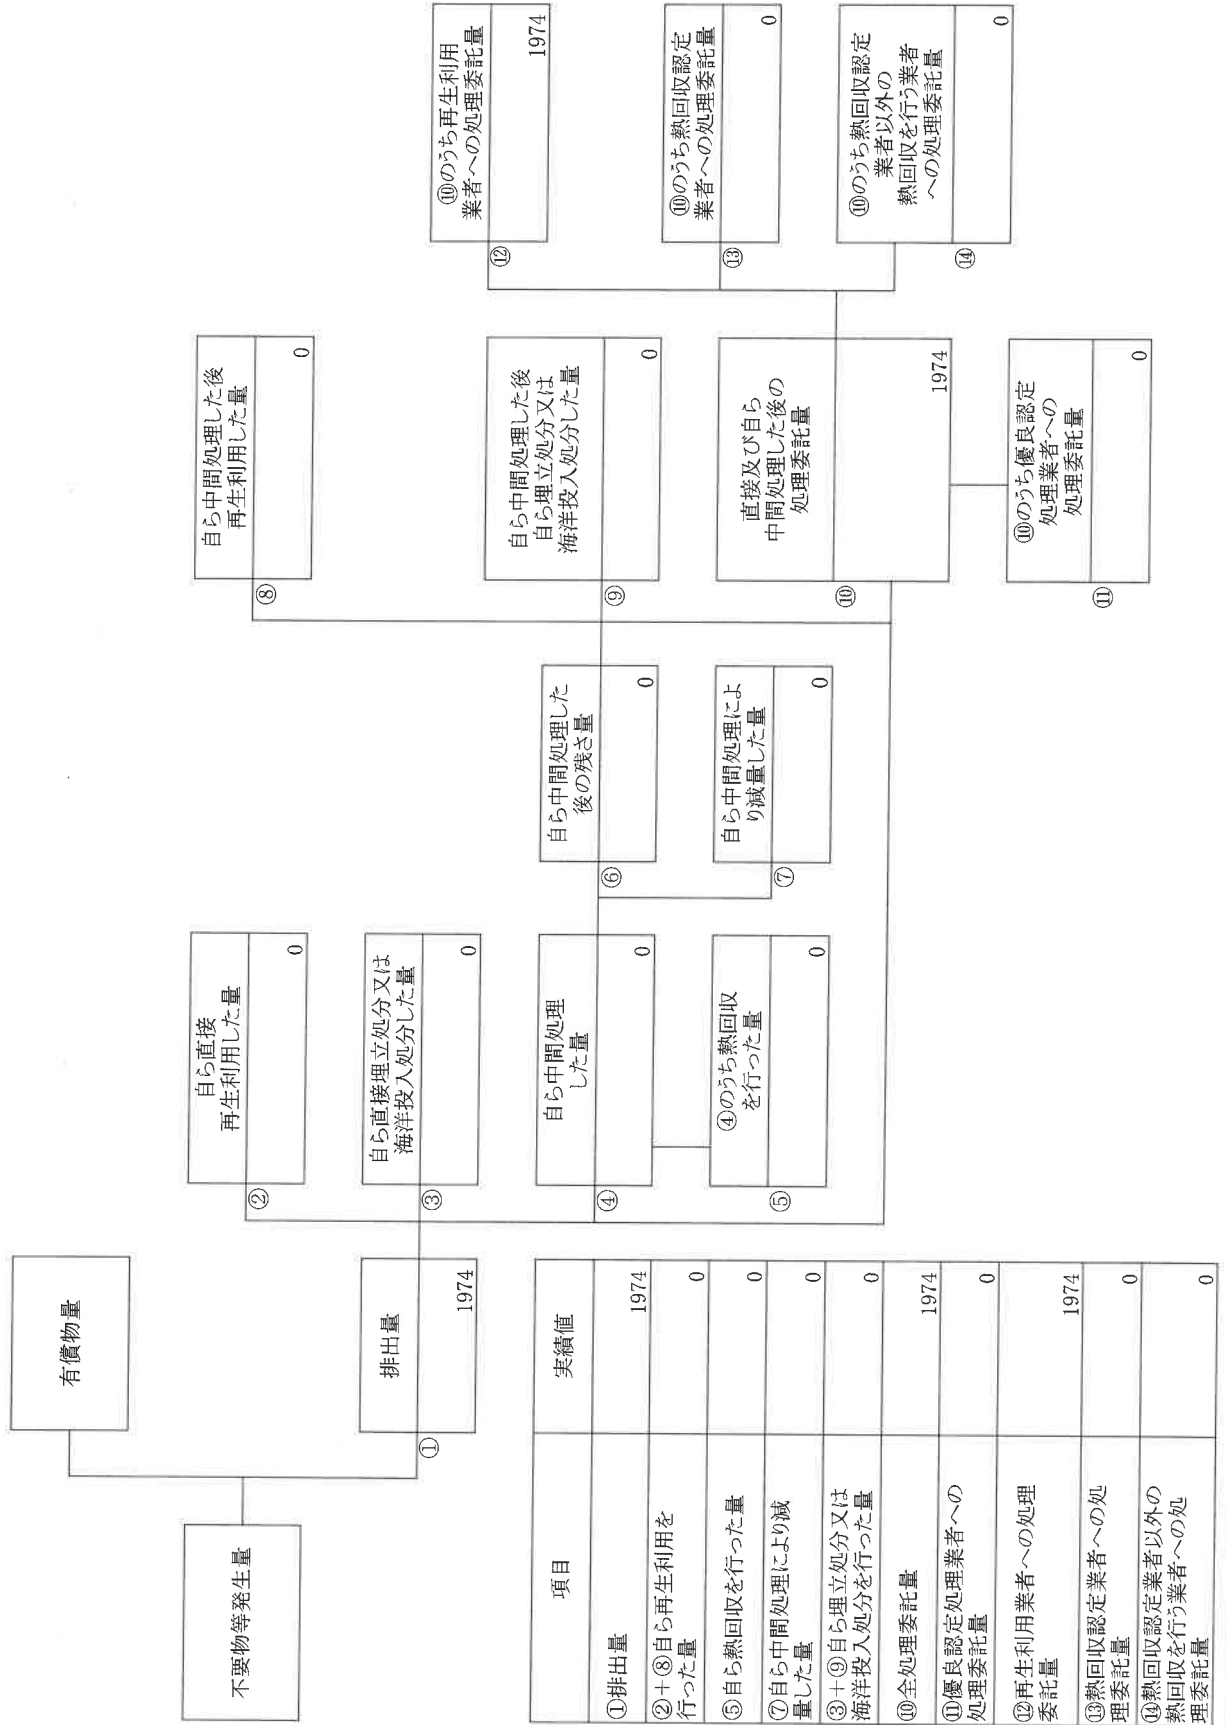 不要物等発生量
有償物量
①
排出量
1974
②
自ら直接
再生利用した量
0
③
自ら直接埋立処分又は
海洋投入処分した量
0
④
自ら中間処理
した量
0
⑤
④のうち熱回収
を行った量
0
⑥
自ら中間処理した
後の残さ量
0
⑦
自ら中間処理によ
り減量した量
0
⑧
自ら中間処理した後
再生利用した量
0
⑨
自ら中間処理した後
自ら埋立処分又は
海洋投入処分した量
0
⑩
直接及び自ら
中間処理した後の
処理委託量
1974
⑪
⑩のうち優良認定
処理業者への
処理委託量
0
⑫
⑩のうち再生利用
業者への処理委託量
1974
⑬
⑩のうち熱回収認定
業者への処理委託量
0
⑭
⑩のうち熱回収認定
業者以外の
熱回収を行う業者
への処理委託量
0
項目 実績値
①排出量 1974
②+⑧自ら再生利用を
行った量 0
⑤自ら熱回収を行った量 0
⑦自ら中間処理により減
量した量 0
③+⑨自ら埋立処分又は
海洋投入処分を行った量 0
⑩全処理委託量 1974
⑪優良認定処理業者への
処理委託量 0
⑫再生利用業者への処理
委託量 1974
⑬熱回収認定業者への処
理委託量 0
⑭熱回収認定業者以外の
熱回収を行う業者への処
理委託量 0